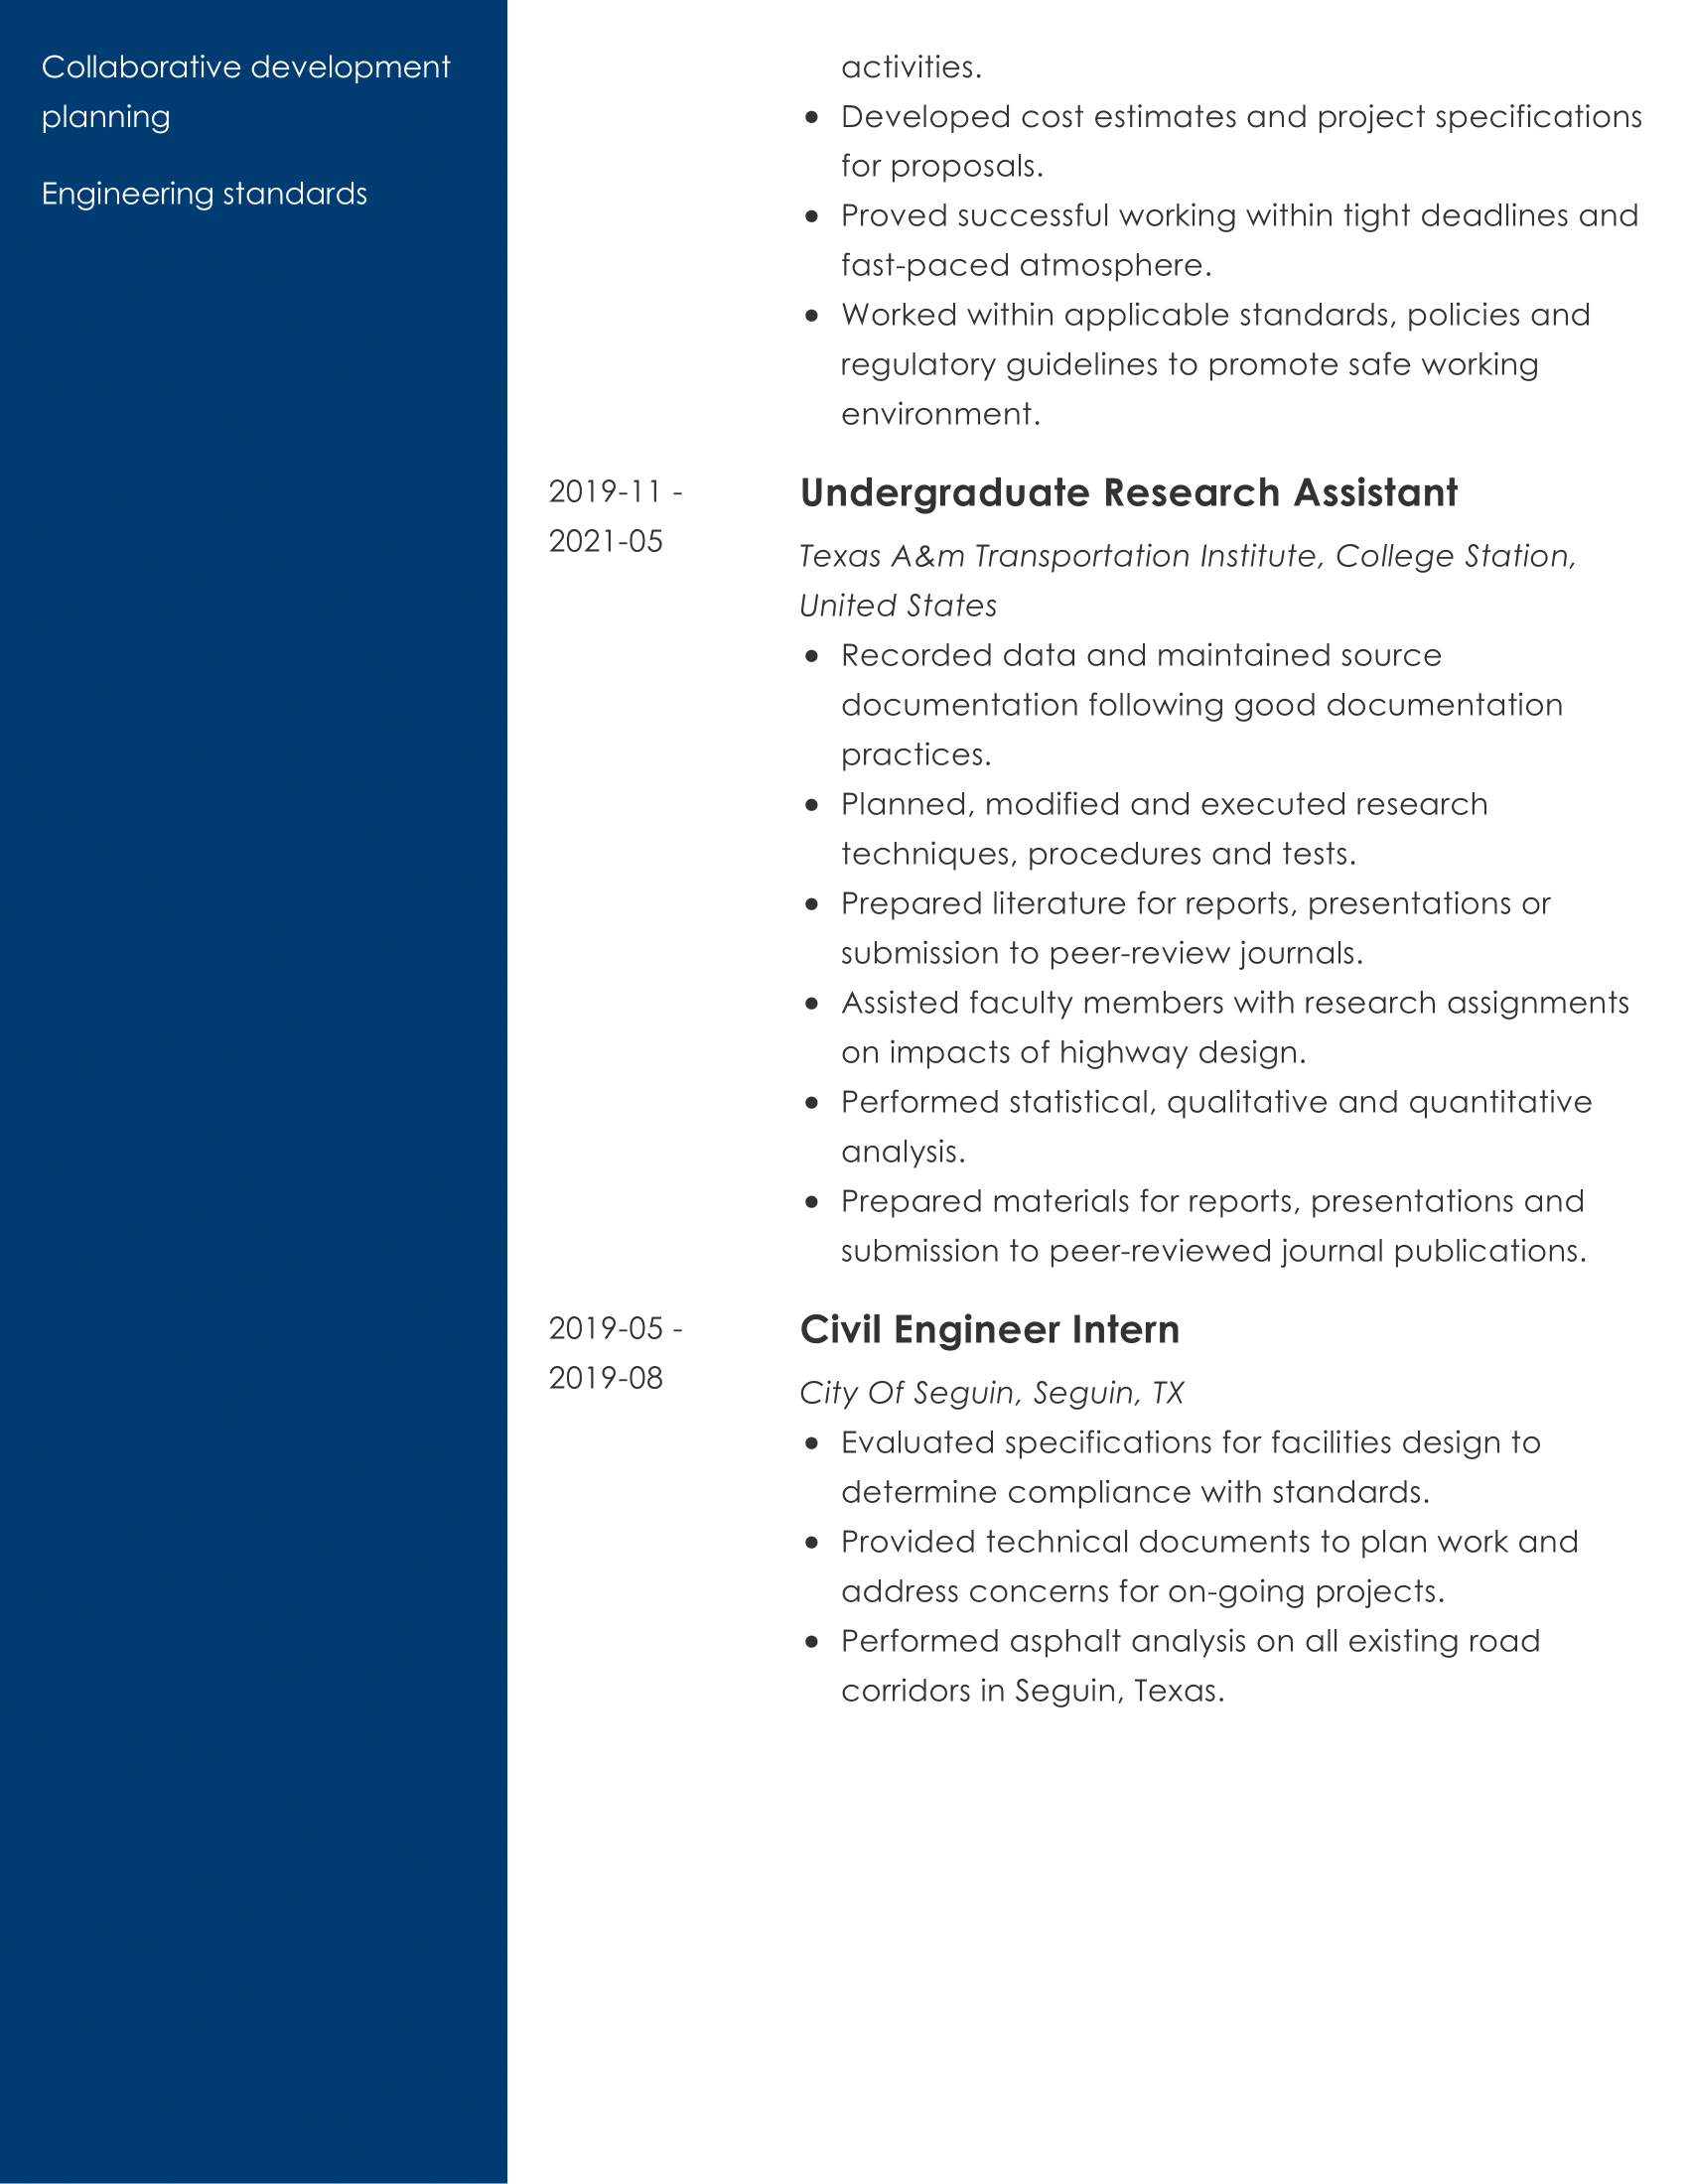 Collaborative development
planning
Engineering standards
activities.
• Developed cost estimates and project specifications
for proposals.
• Proved successful working within tight deadlines and
fast-paced atmosphere.
• Worked within applicable standards, policies and
regulatory guidelines to promote safe working
environment.
2019-11 -
2021-05
Undergraduate Research Assistant
Texas A&m Transportation Institute, College Station,
United States
• Recorded data and maintained source
documentation following good documentation
practices.
• Planned, modified and executed research
techniques, procedures and tests.
• Prepared literature for reports, presentations or
submission to peer-review journals.
• Assisted faculty members with research assignments
on impacts of highway design.
• Performed statistical, qualitative and quantitative
analysis.
• Prepared materials for reports, presentations and
submission to peer-reviewed journal publications.
2019-05 -
2019-08
Civil Engineer Intern
City Of Seguin, Seguin, TX
• Evaluated specifications for facilities design to
determine compliance with standards.
• Provided technical documents to plan work and
address concerns for on-going projects.
• Performed asphalt analysis on all existing road
corridors in Seguin, Texas.